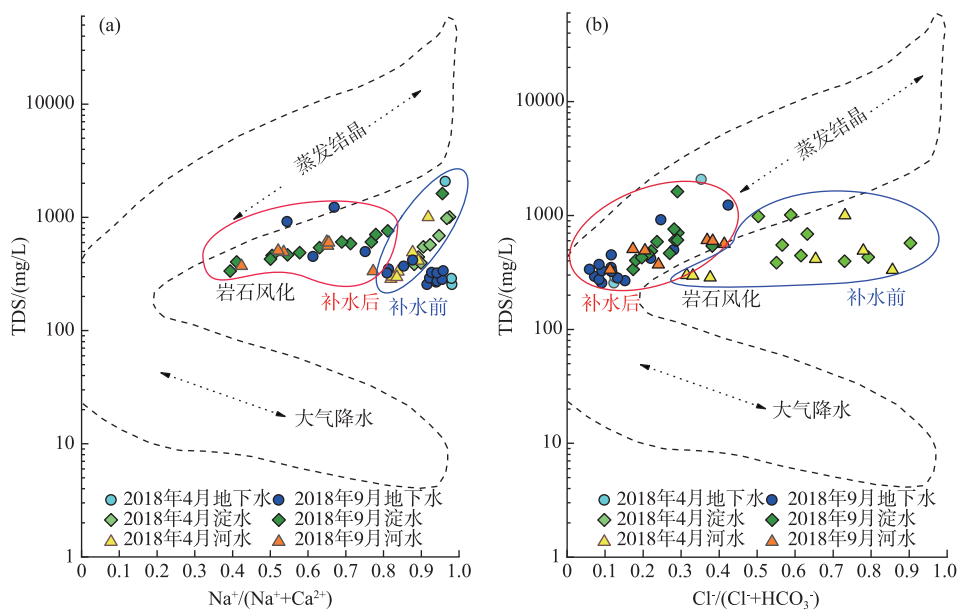 (a)
TDS/(mg/L)
10000
1000
100
10
1
蒸发结晶
岩石风化
补水后
补水前
大气降水
2018年4月地下水
2018年9月地下水
2018年4月淀水
2018年9月淀水
2018年4月河水
2018年9月河水
0 0.1 0.2 0.3 0.4 0.5 0.6 0.7 0.8 0.9 1.0
Na⁺/(Na⁺+Ca²⁺)
(b)
TDS/(mg/L)
10000
1000
100
10
1
蒸发结晶
补水后
岩石风化
补水前
大气降水
2018年4月地下水
2018年9月地下水
2018年4月淀水
2018年9月淀水
2018年4月河水
2018年9月河水
0 0.1 0.2 0.3 0.4 0.5 0.6 0.7 0.8 0.9 1.0
Cl⁻/(Cl⁻+HCO₃⁻)